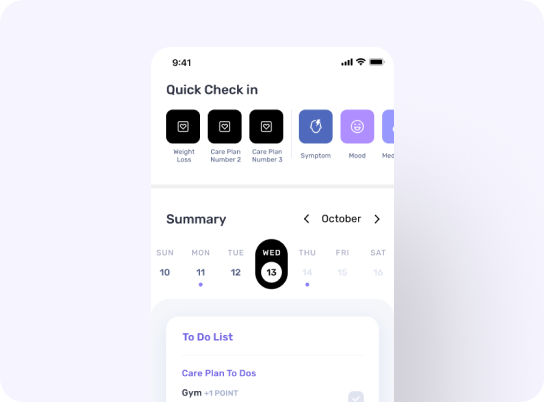 9:41
Quick Check in
Weight Loss
Care Plan Number 2
Care Plan Number 3
Symptom
Mood
Summary
October
SUN MON TUE WED THU FRI SAT
10 11 12 13 14 15 16
To Do List
Care Plan To Dos
Gym +1 POINT